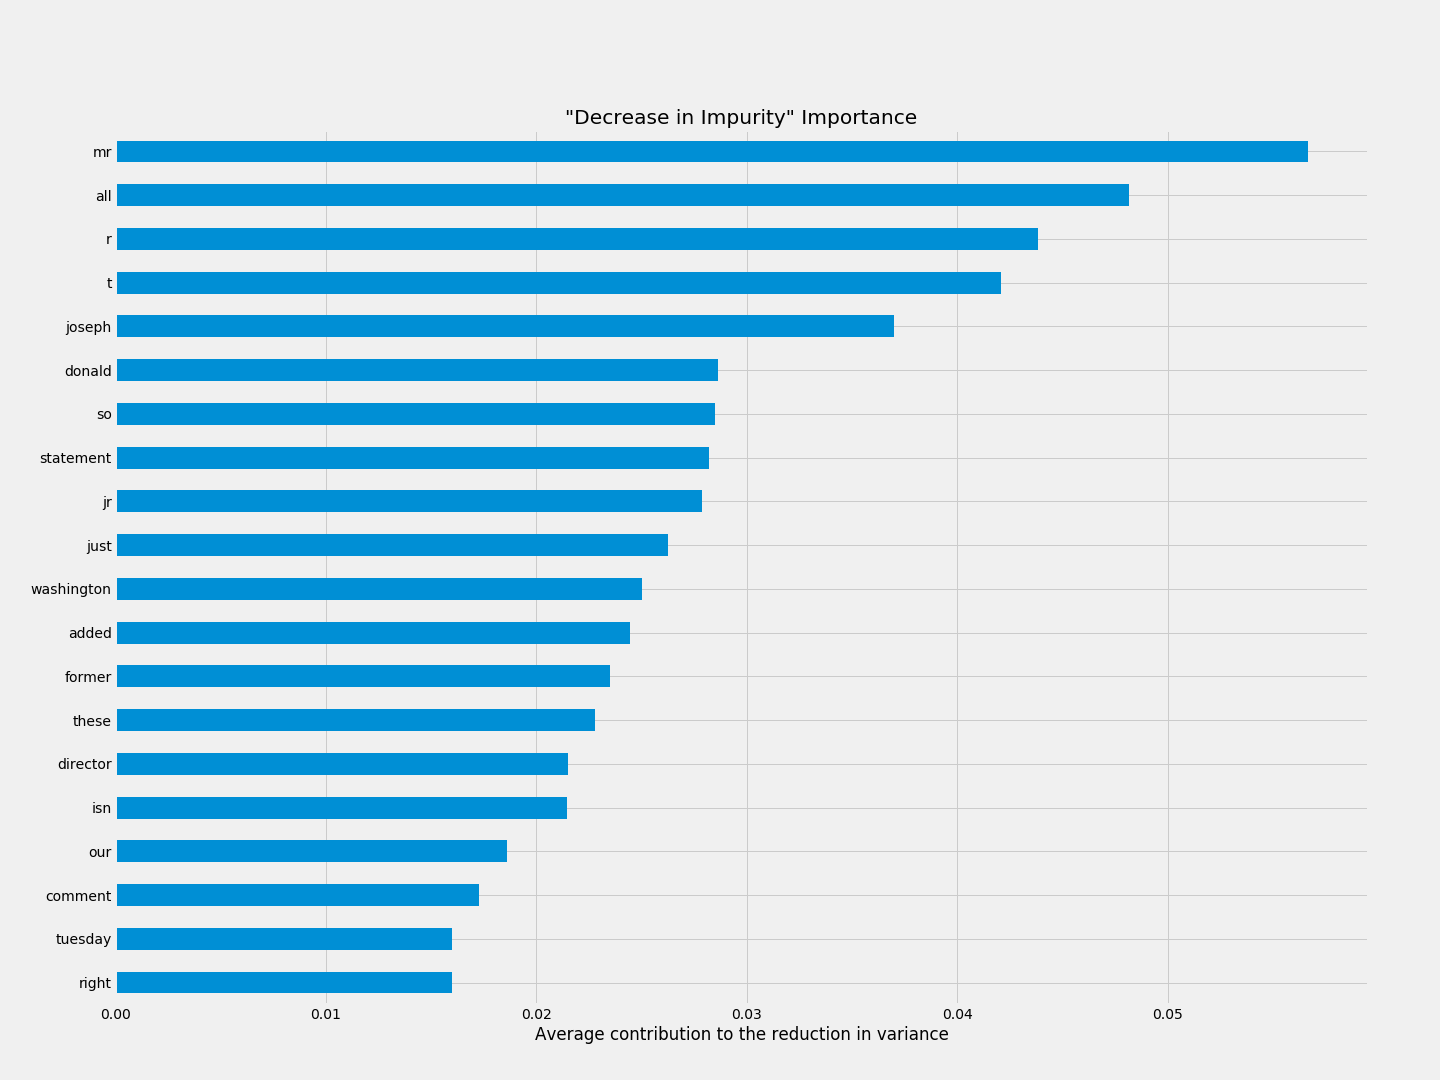 "Decrease in Impurity" Importance
mr
all
r
t
joseph
donald
so
statement
jr
just
washington
added
former
these
director
isn
our
comment
tuesday
right
0.00 0.01 0.02 0.03 0.04 0.05
Average contribution to the reduction in variance